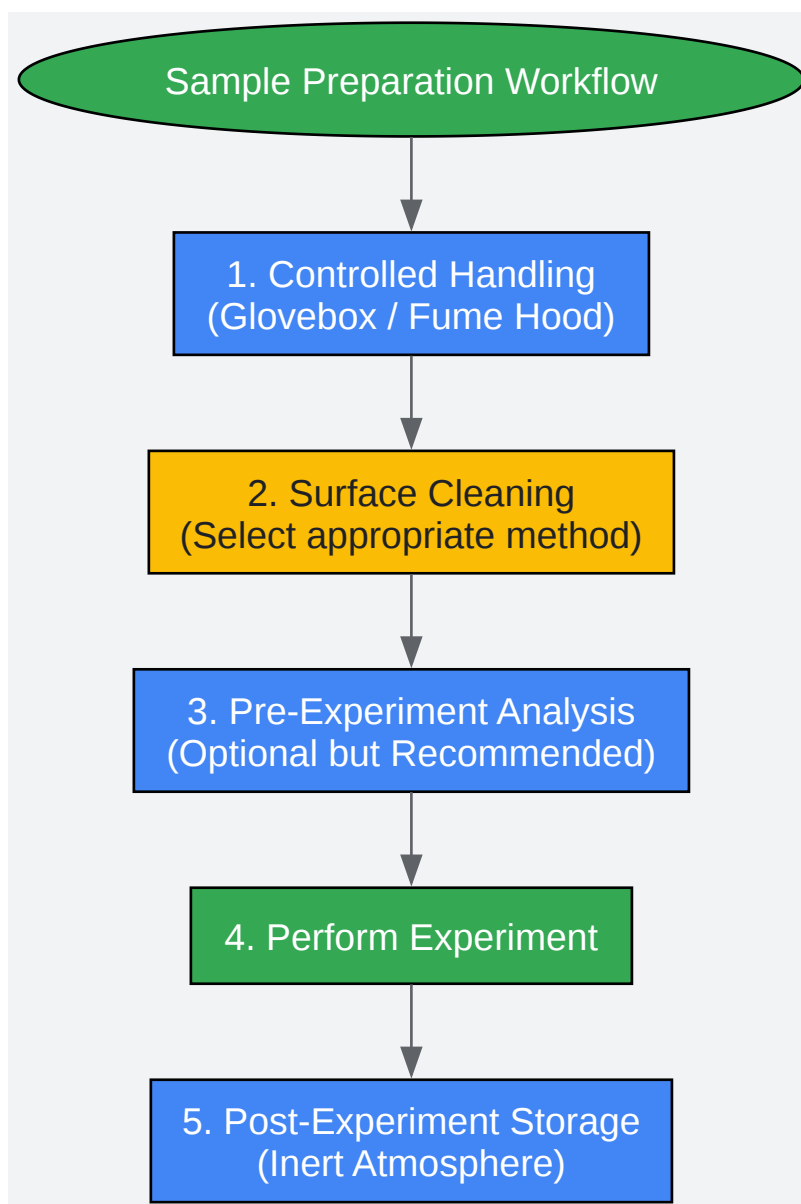 Sample Preparation Workflow
1. Controlled Handling
(Glovebox / Fume Hood)
2. Surface Cleaning
(Select appropriate method)
3. Pre-Experiment Analysis
(Optional but Recommended)
4. Perform Experiment
5. Post-Experiment Storage
(Inert Atmosphere)